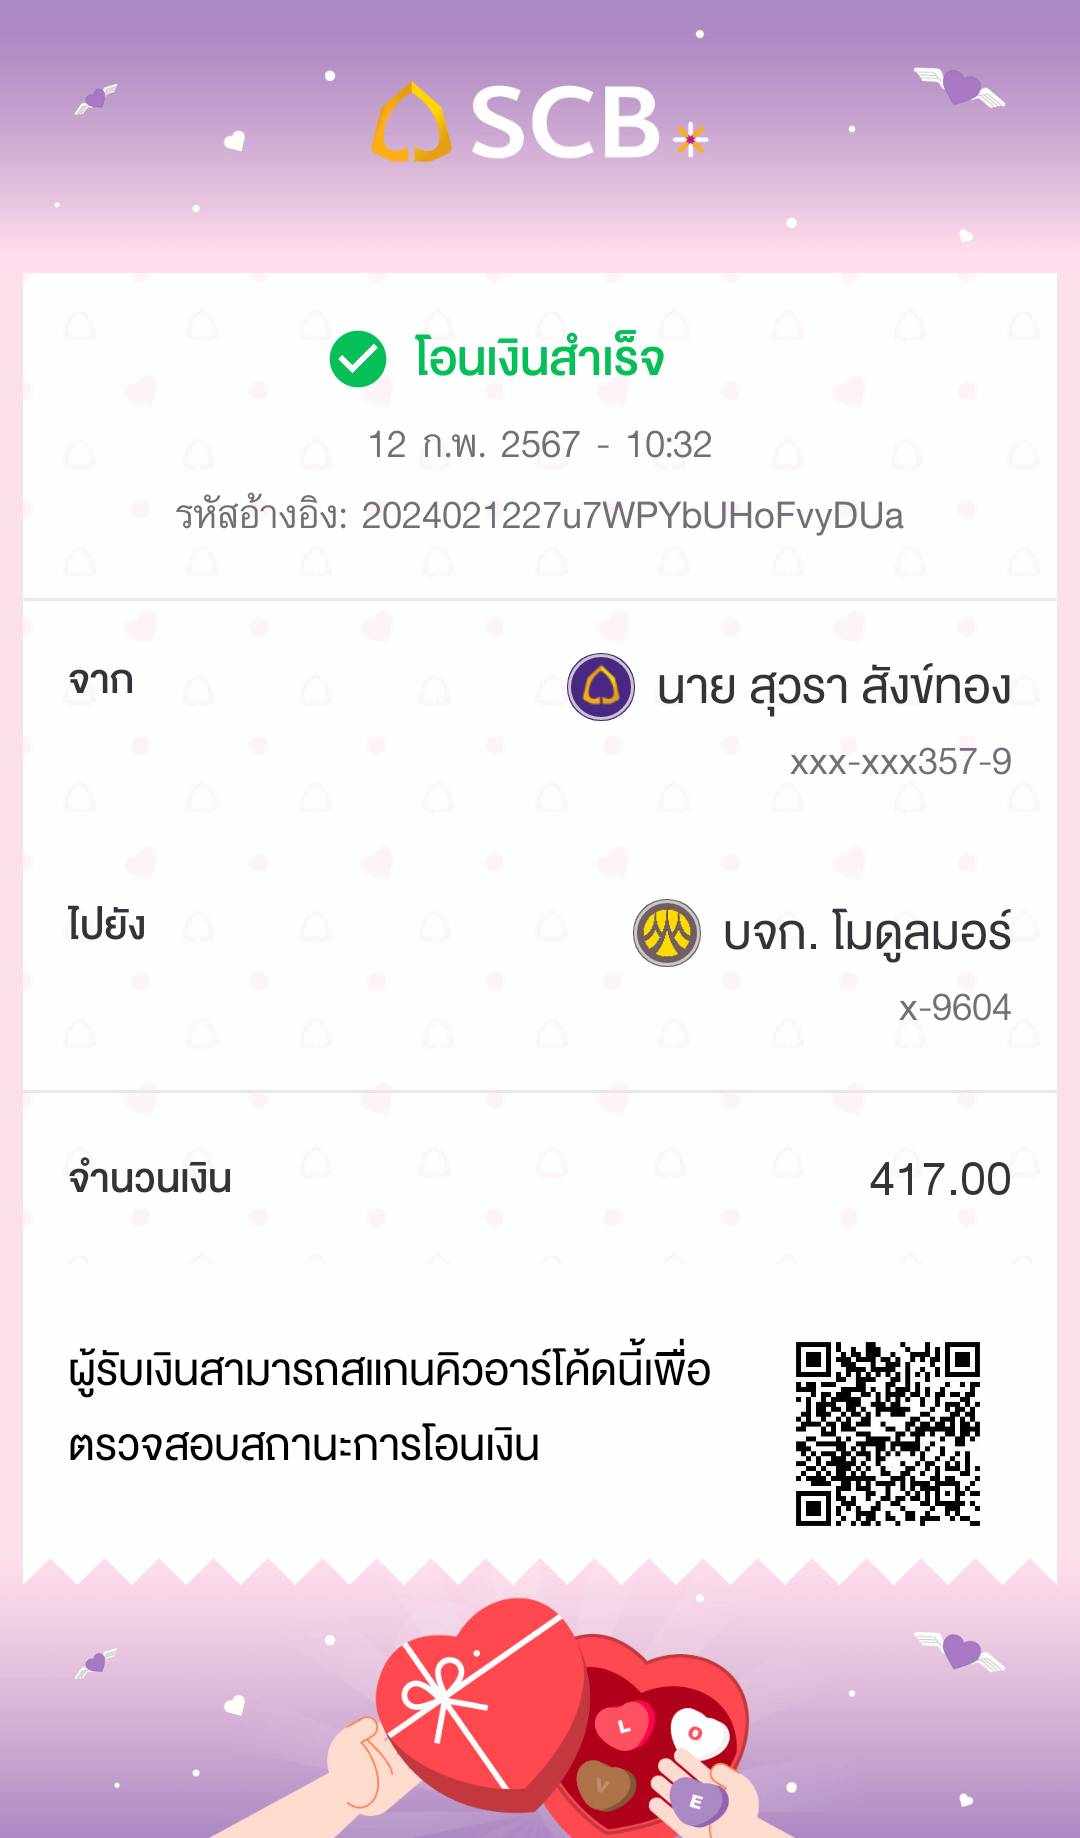 SCB
โอนเงินสำเร็จ
12 ก.พ. 2567 - 10:32
รหัสอ้างอิง: 2024021227u7WPYbUHoFvyDUa
จาก
นาย สุวรา สังข์ทอง
xxx-xxx357-9
ไปยัง
บจก. โมดูลมอร์
x-9604
จำนวนเงิน
417.00
ผู้รับเงินสามารถสแกนคิวอาร์โค้ดนี้เพื่อ
ตรวจสอบสถานะการโอนเงิน
L O
V E